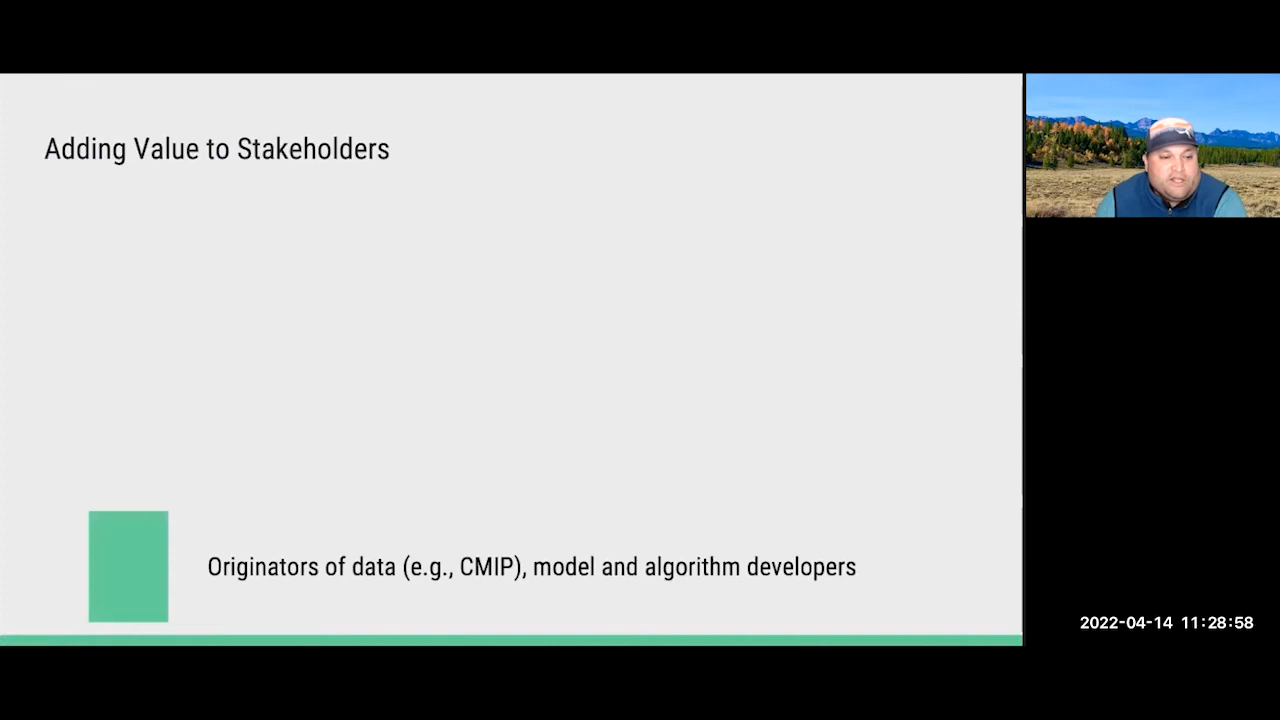 Adding Value to Stakeholders
Originators of data (e.g., CMIP), model and algorithm developers
2022-04-14 11:28:58